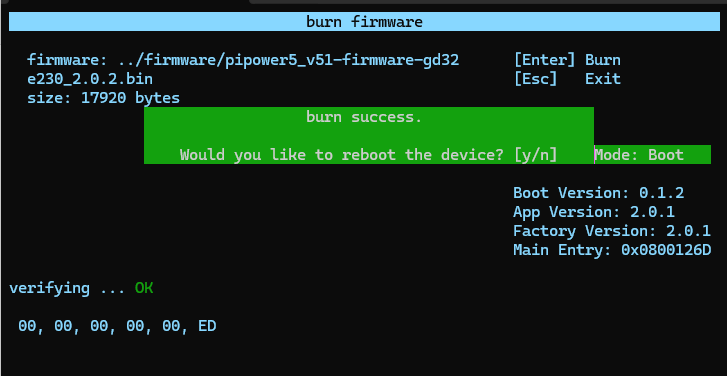 burn firmware
firmware: ../firmware/pipower5_v51-firmware-gd32 [Enter] Burn
e230_2.0.2.bin [Esc] Exit
size: 17920 bytes
burn success.
Would you like to reboot the device? [y/n] Mode: Boot
Boot Version: 0.1.2
App Version: 2.0.1
Factory Version: 2.0.1
Main Entry: 0x0800126D
verifying ... OK
00, 00, 00, 00, 00, ED